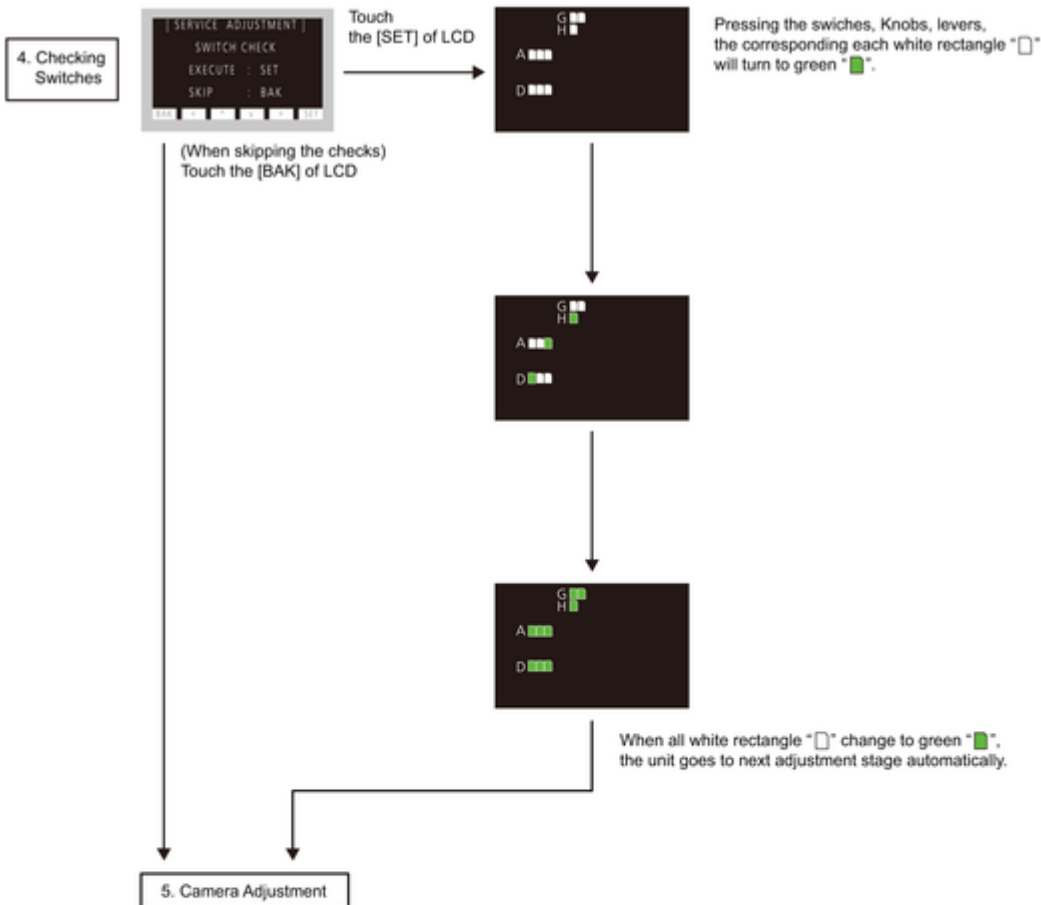 4. Checking
Switches
[ SERVICE ADJUSTMENT ]
SWITCH CHECK
EXECUTE : SET
SKIP : BAK
BAK < ^ v > SET
Touch
the [SET] of LCD
(When skipping the checks)
Touch the [BAK] of LCD
G
H
A
D
Pressing the swiches, Knobs, levers,
the corresponding each white rectangle "▯"
will turn to green "▮".
G
H
A
D
G
H
A
D
When all white rectangle "▯" change to green "▮",
the unit goes to next adjustment stage automatically.
5. Camera Adjustment